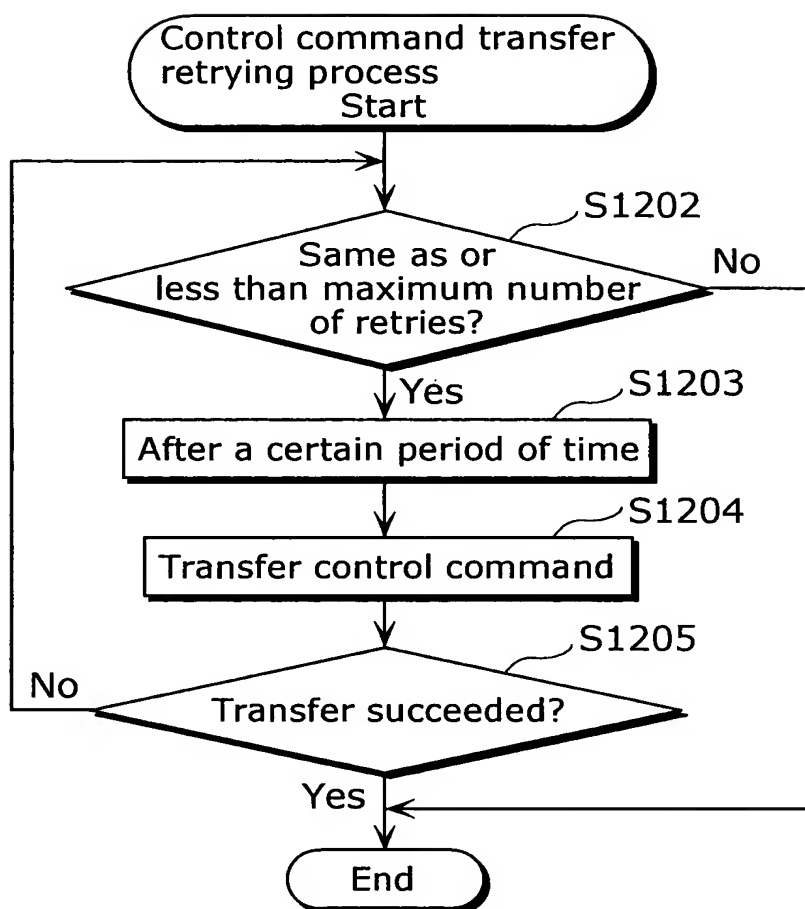 Control command transfer
retrying process
Start
S1202
Same as or
less than maximum number
of retries?
No
Yes
S1203
After a certain period of time
S1204
Transfer control command
S1205
Transfer succeeded?
No
Yes
End